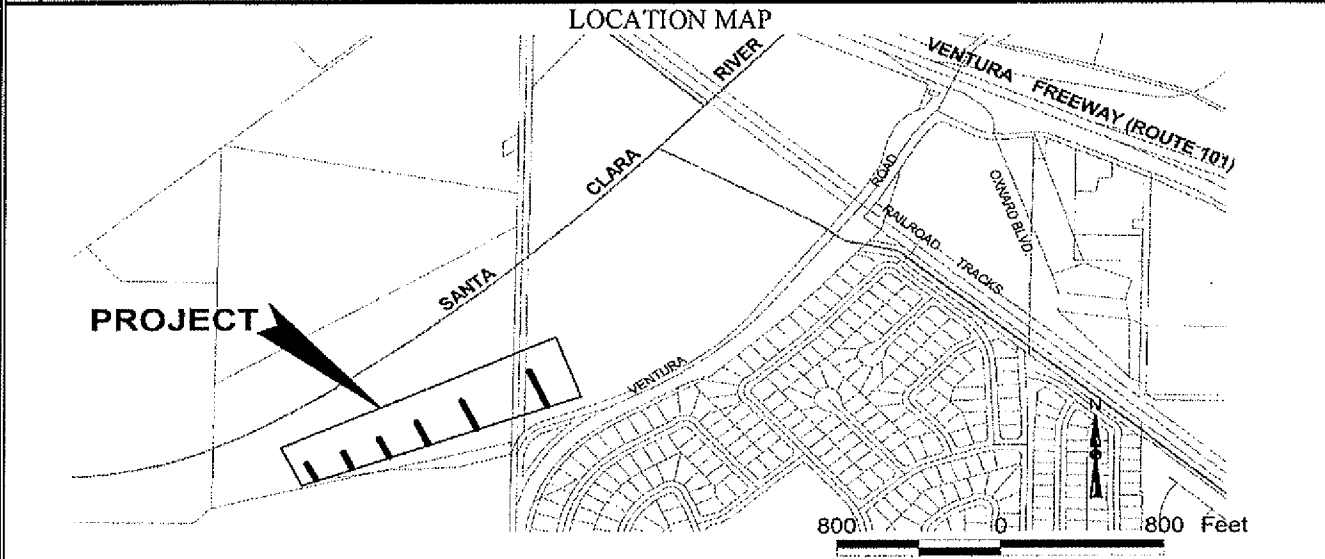 LOCATION MAP
VENTURA FREEWAY (ROUTE 101)
SANTA CLARA RIVER
ROAD
OXNARD BLVD
RAILROAD TRACKS
PROJECT
VENTURA
N
800 0 800 Feet